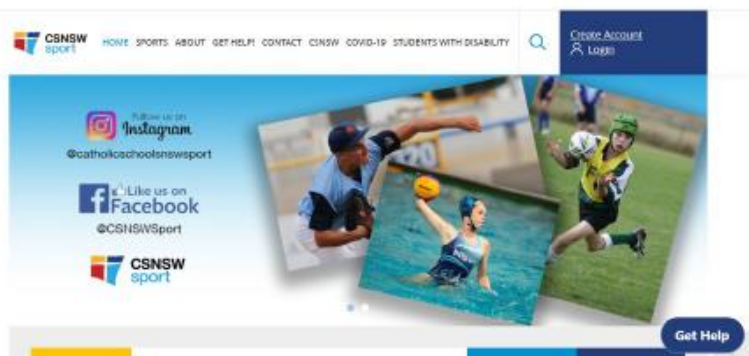 CSNSW
sport
HOME SPORTS ABOUT GET HELP! CONTACT CSNSW COVID-19 STUDENTS WITH DISABILITY
Create Account
Login
Follow us on
Instagram
@catholicschoolsnswsport
Like us on
Facebook
@CSNSWSport
CSNSW
sport
Get Help